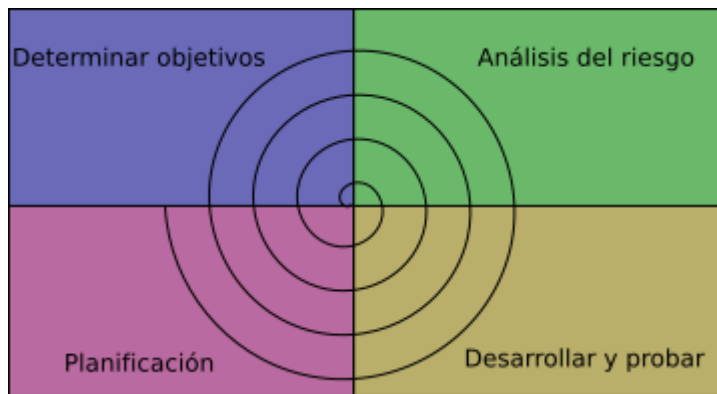 Determinar objetivos
Análisis del riesgo
Planificación
Desarrollar y probar